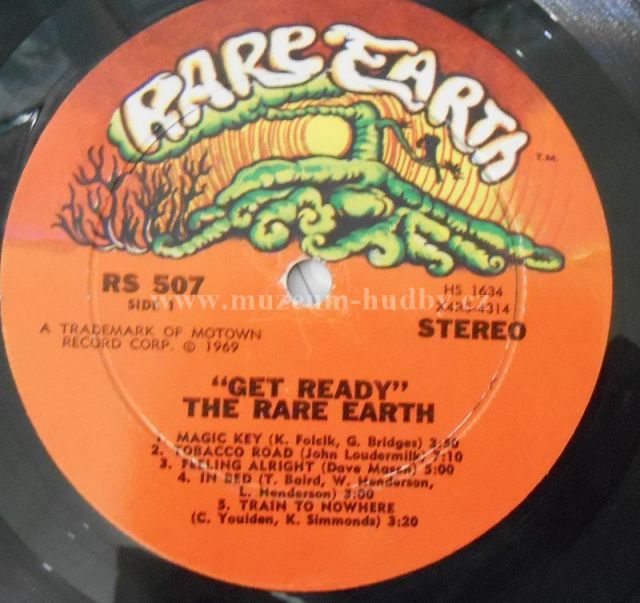 RARE EARTH
T.M.
RS 507
SIDE 1
HS 1634
X4RS-4314
www.muzeum-hudby.cz
A TRADEMARK OF MOTOWN
RECORD CORP. © 1969
STEREO
"GET READY"
THE RARE EARTH
1. MAGIC KEY (K. Folcik, G. Bridges) 3:50
2. TOBACCO ROAD (John Loudermilk) 7:10
3. FEELING ALRIGHT (Dave Mason) 5:00
4. IN BED (T. Baird, W. Henderson,
L. Henderson) 3:00
5. TRAIN TO NOWHERE
(C. Youlden, K. Simmonds) 3:20